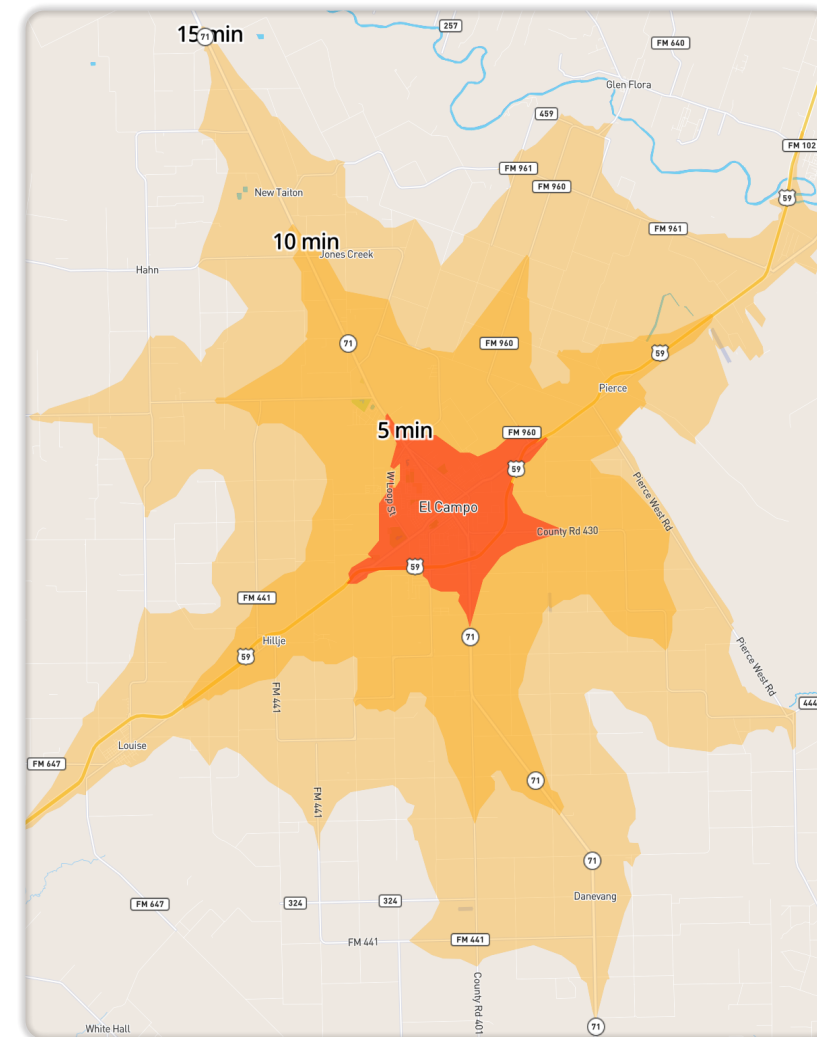 257
15 min
71
FM 640
Glen Flora
459
FM 102
FM 961
FM 960
New Taiton
59
FM 961
10 min
Jones Creek
Hahn
71
FM 960
59
Pierce
5 min
FM 960
59
W Loop St
El Campo
Pierce West Rd
County Rd 430
59
FM 441
71
Hillje
59
Pierce West Rd
FM 441
444
Louise
FM 647
71
FM 441
71
Danevang
FM 647
324
324
FM 441
FM 441
County Rd 401
White Hall
71